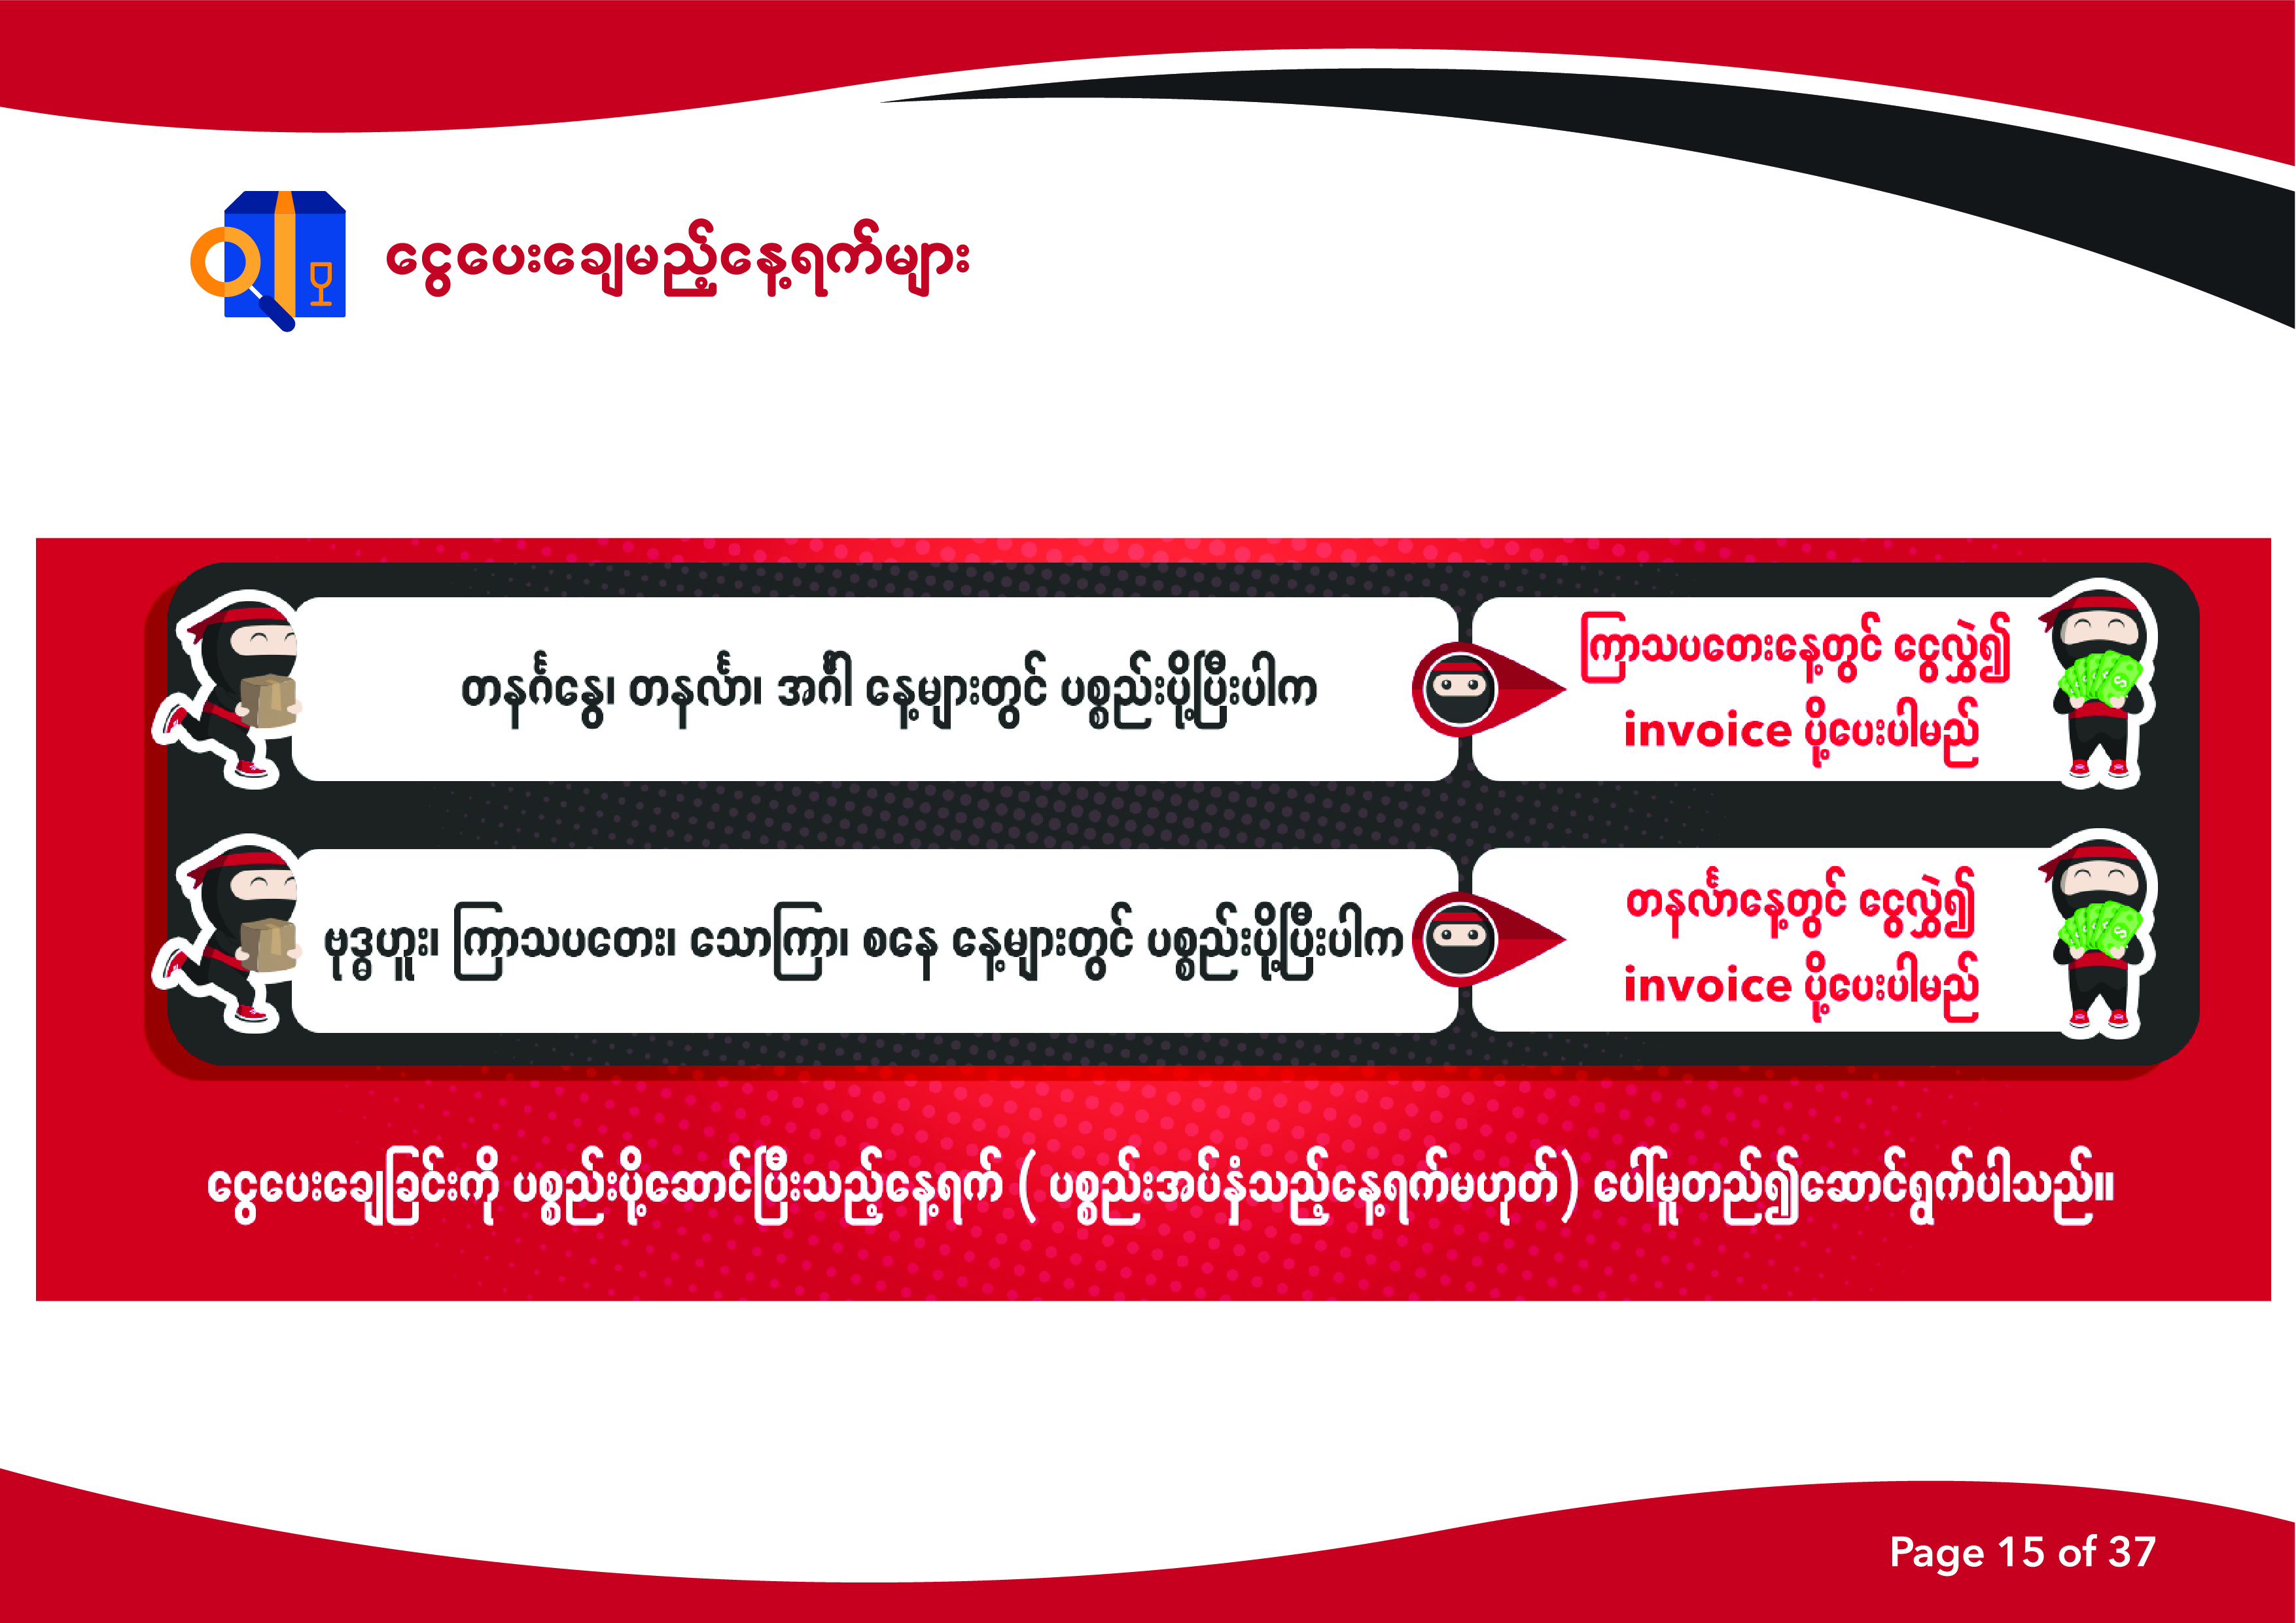 ငွေပေးချေမည့်နေ့ရက်များ
တနင်္ဂနွေ၊ တနင်္လာ၊ အင်္ဂါ နေ့များတွင် ပစ္စည်းပို့ပြီးပါက
ကြာသပတေးနေ့တွင် ငွေလွှဲ၍
invoice ပို့ပေးပါမည်
ဗုဒ္ဓဟူး၊ ကြာသပတေး၊ သောကြာ၊ စနေ နေ့များတွင် ပစ္စည်းပို့ပြီးပါက
တနင်္လာနေ့တွင် ငွေလွှဲ၍
invoice ပို့ပေးပါမည်
ငွေပေးချေခြင်းကို ပစ္စည်းပို့ဆောင်ပြီးသည့်နေ့ရက် ( ပစ္စည်းအပ်နှံသည့်နေ့ရက်မဟုတ်) ပေါ်မူတည်၍ဆောင်ရွက်ပါသည်။
Page 15 of 37